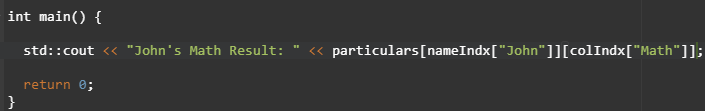 int main() {
std::cout << "John's Math Result: " << particulars[nameIndx["John"]][colIndx["Math"]];
return 0;
}